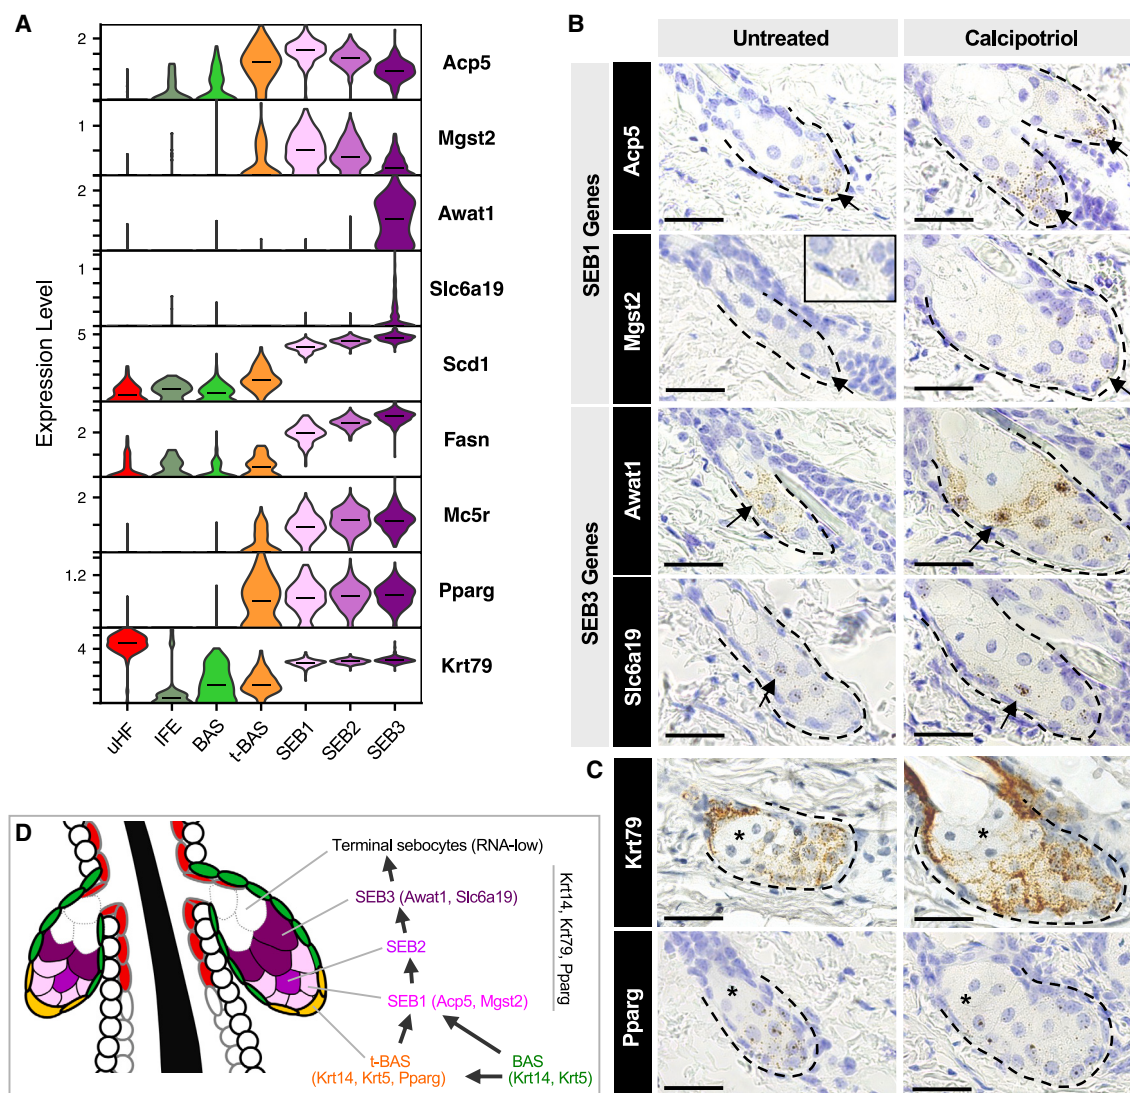 A
Expression Level
2
Acp5
1
Mgst2
2
Awat1
1
Slc6a19
5
Scd1
2
Fasn
2
Mc5r
1.2
Pparg
4
Krt79
uHF
IFE
BAS
t-BAS
SEB1
SEB2
SEB3
B
Untreated
Calcipotriol
SEB1 Genes
Acp5
Mgst2
SEB3 Genes
Awat1
Slc6a19
C
Krt79
*
*
Pparg
*
*
D
Terminal sebocytes (RNA-low)
SEB3 (Awat1, Slc6a19)
SEB2
SEB1 (Acp5, Mgst2)
Krt14, Krt79, Pparg
t-BAS
(Krt14, Krt5, Pparg)
BAS
(Krt14, Krt5)